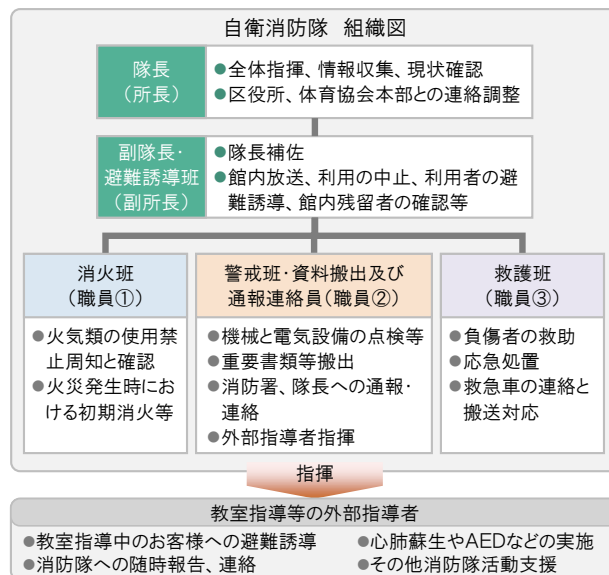 自衛消防隊 組織図
隊長
（所長）
●全体指揮、情報収集、現状確認
●区役所、体育協会本部との連絡調整
副隊長・
避難誘導班
（副所長）
●隊長補佐
●館内放送、利用の中止、利用者の避
難誘導、館内残留者の確認等
消火班
（職員①）
●火気類の使用禁
止周知と確認
●火災発生時にお
ける初期消火等
警戒班・資料搬出及び
通報連絡員（職員②）
●機械と電気設備の点検等
●重要書類等搬出
●消防署、隊長への通報・
連絡
●外部指導者指揮
救護班
（職員③）
●負傷者の救助
●応急処置
●救急車の連絡と
搬送対応
指揮
教室指導等の外部指導者
●教室指導中のお客様への避難誘導
●消防隊への随時報告、連絡
●心肺蘇生やAEDなどの実施
●その他消防隊活動支援